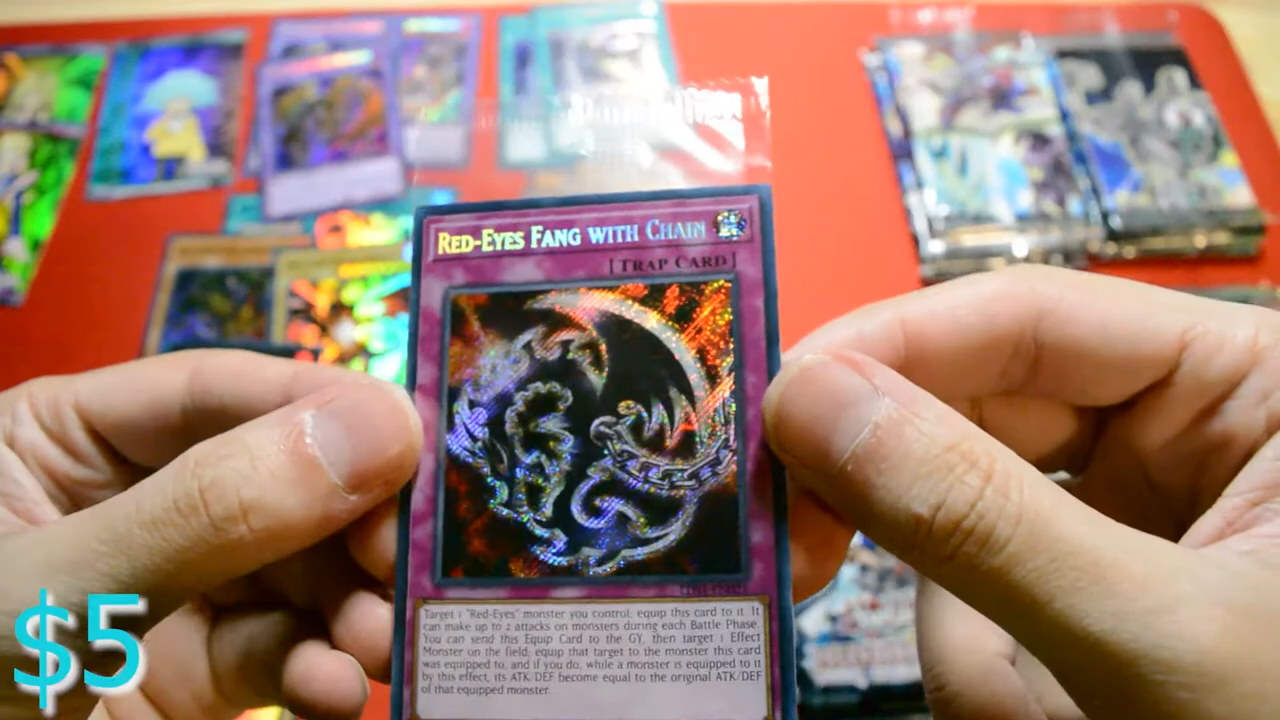 RED-EYES FANG WITH CHAIN
[TRAP CARD]
Target 1 "Red-Eyes" monster you control; equip this card to it. It
can make up to 2 attacks on monsters during each Battle Phase.
You can send this Equip Card to the GY, then target 1 Effect
Monster on the field; equip that target to the monster this card
was equipped to, and if you do, while a monster is equipped to it
by this effect, its ATK/DEF become equal to the original ATK/DEF
of that equipped monster.
$5